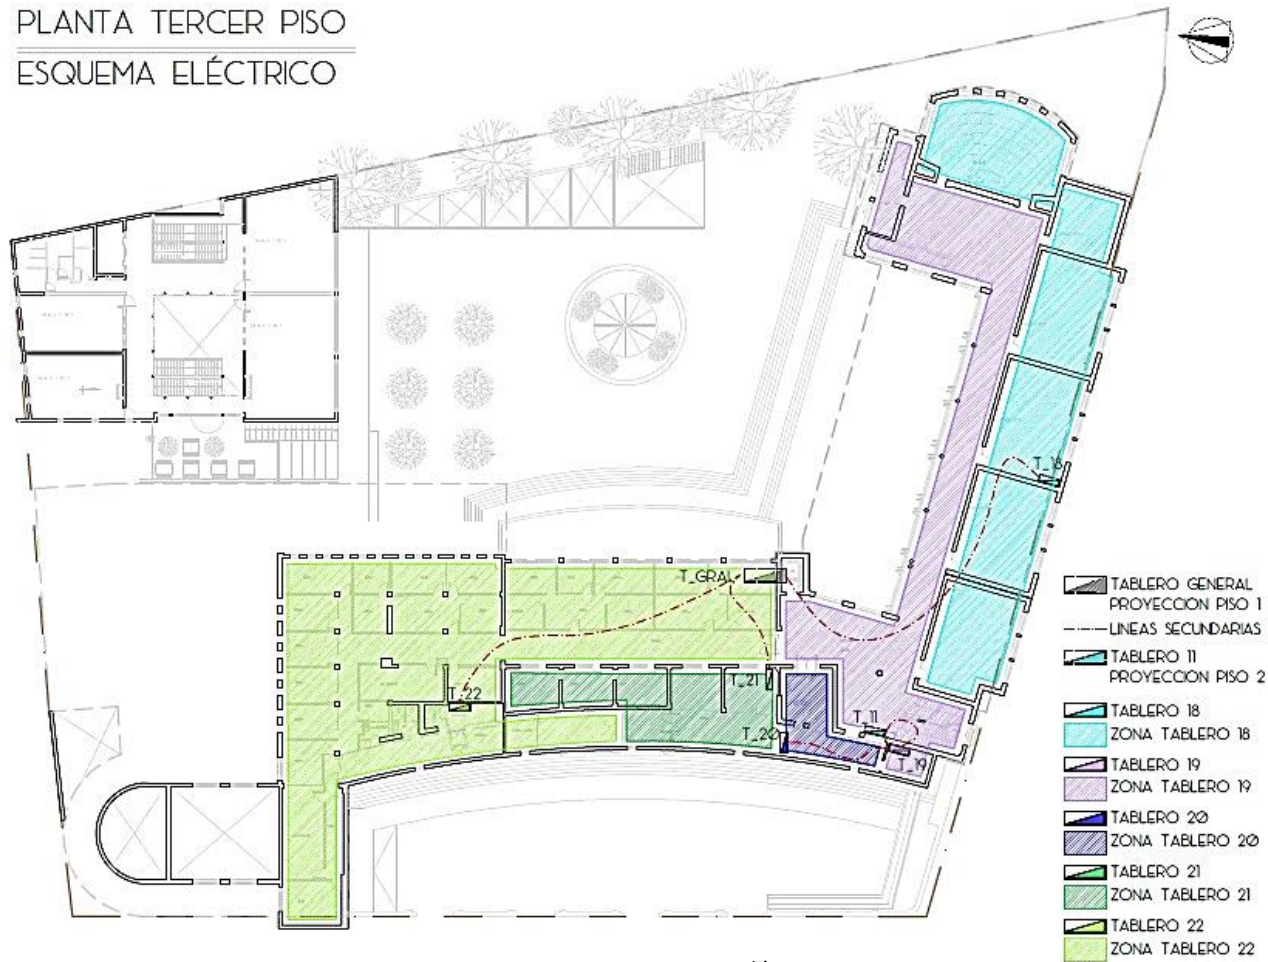 PLANTA TERCER PISO
ESQUEMA ELÉCTRICO
T_18
T_GRAL
T_21
T_22
T_11
T_20
T_19
TABLERO GENERAL
PROYECCION PISO 1
LINEAS SECUNDARIAS
TABLERO 11
PROYECCION PISO 2
TABLERO 18
ZONA TABLERO 18
TABLERO 19
ZONA TABLERO 19
TABLERO 20
ZONA TABLERO 20
TABLERO 21
ZONA TABLERO 21
TABLERO 22
ZONA TABLERO 22